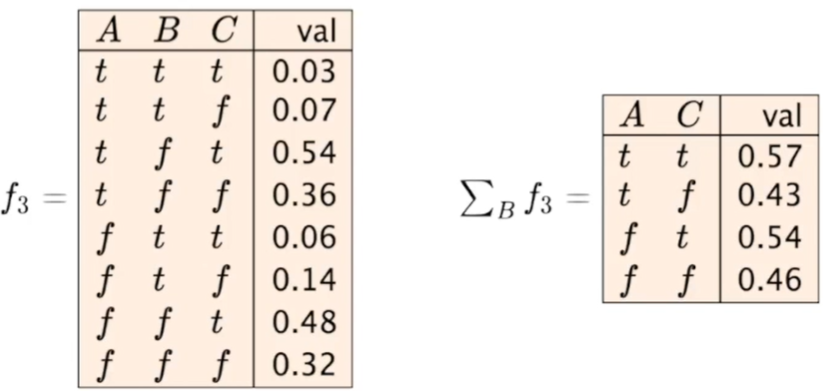 f₃ =
A B C val
t t t 0.03
t t f 0.07
t f t 0.54
t f f 0.36
f t t 0.06
f t f 0.14
f f t 0.48
f f f 0.32
∑_B f₃ =
A C val
t t 0.57
t f 0.43
f t 0.54
f f 0.46